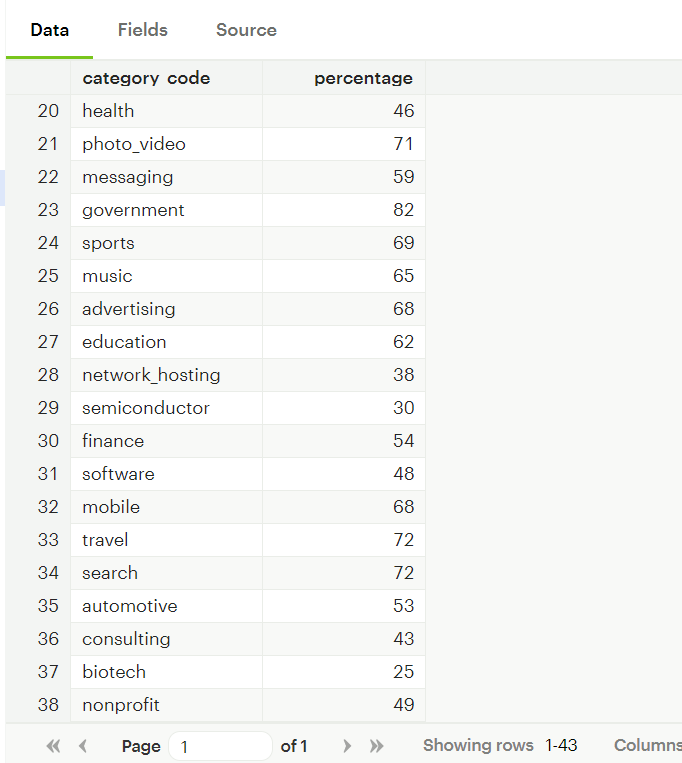 Data Fields Source
category code percentage
20 health 46
21 photo_video 71
22 messaging 59
23 government 82
24 sports 69
25 music 65
26 advertising 68
27 education 62
28 network_hosting 38
29 semiconductor 30
30 finance 54
31 software 48
32 mobile 68
33 travel 72
34 search 72
35 automotive 53
36 consulting 43
37 biotech 25
38 nonprofit 49
« ‹ Page 1 of 1 › » Showing rows 1-43 Columns